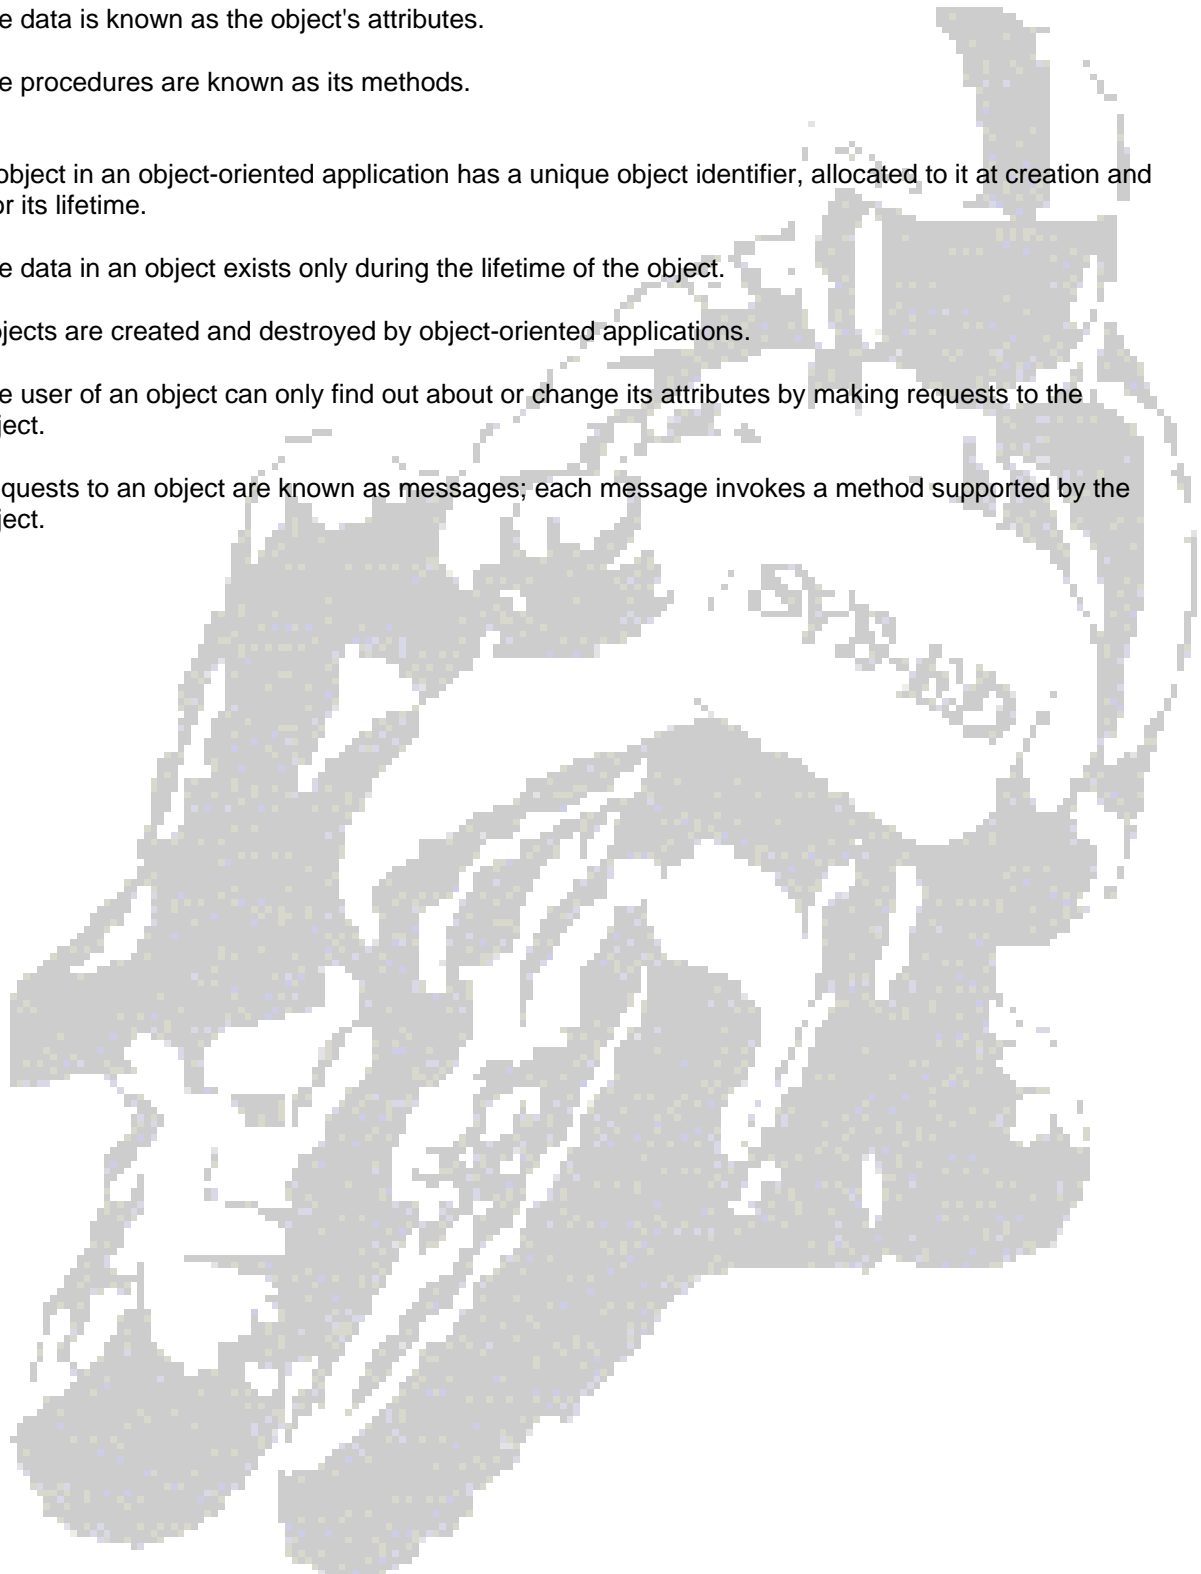 e data is known as the object's attributes.
e procedures are known as its methods.
object in an object-oriented application has a unique object identifier, allocated to it at creation and
or its lifetime.
e data in an object exists only during the lifetime of the object.
jects are created and destroyed by object-oriented applications.
e user of an object can only find out about or change its attributes by making requests to the
ject.
quests to an object are known as messages; each message invokes a method supported by the
ject.
SYS-ED